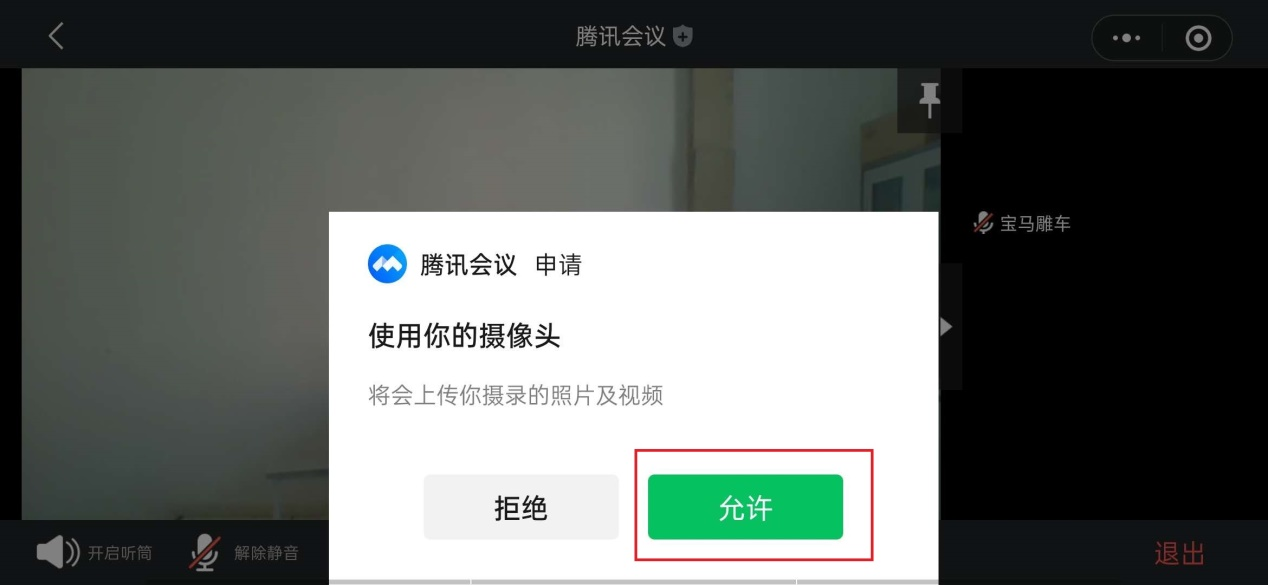 腾讯会议
宝马雕车
腾讯会议 申请
使用你的摄像头
将会上传你摄录的照片及视频
拒绝 允许
开启听筒 解除静音 退出